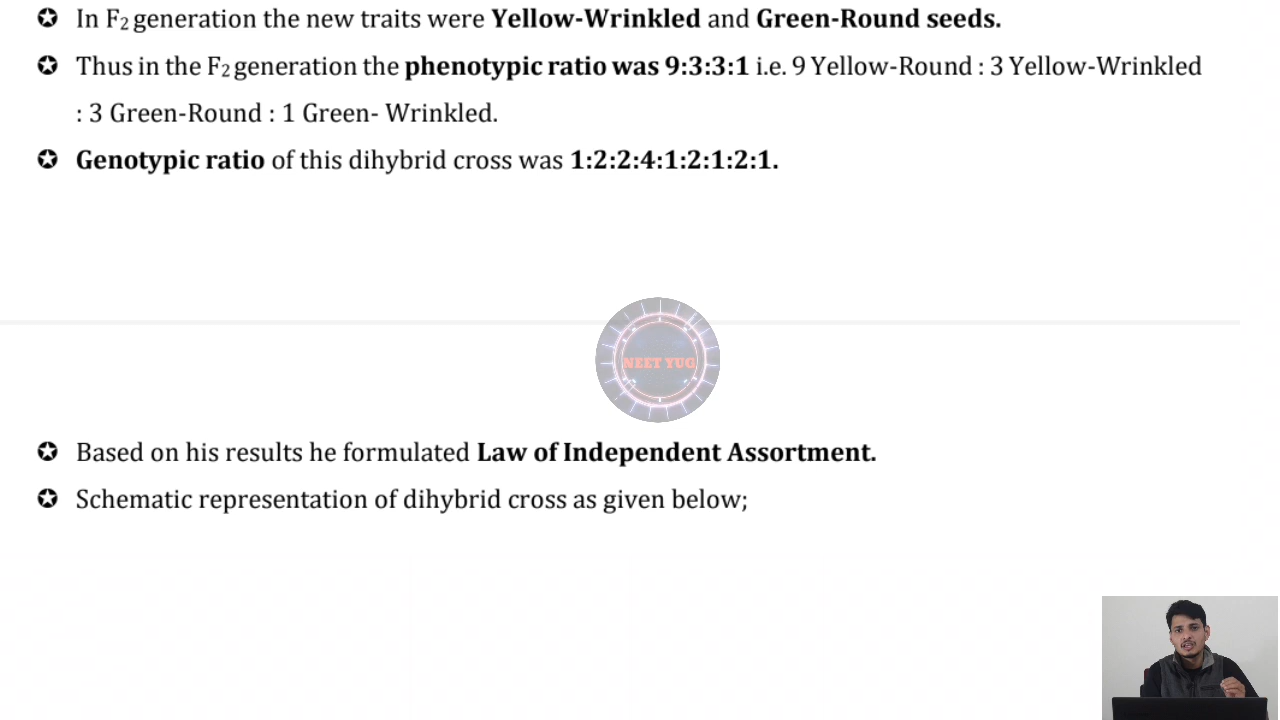 ✪ In F₂ generation the new traits were Yellow-Wrinkled and Green-Round seeds.
✪ Thus in the F₂ generation the phenotypic ratio was 9:3:3:1 i.e. 9 Yellow-Round : 3 Yellow-Wrinkled
: 3 Green-Round : 1 Green- Wrinkled.
✪ Genotypic ratio of this dihybrid cross was 1:2:2:4:1:2:1:2:1.
NEET YUG
✪ Based on his results he formulated Law of Independent Assortment.
✪ Schematic representation of dihybrid cross as given below;